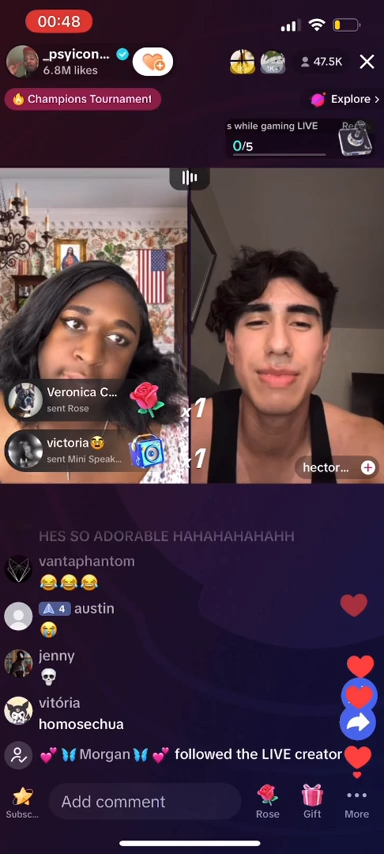 00:48
_psyicon...
6.8M likes
47.5K
🔥 Champions Tournament
Explore >
s while gaming LIVE
0/5
Veronica C...
sent Rose
x1
victoria😭
sent Mini Speak...
x1
hector...
HES SO ADORABLE HAHAHAHAHAHH
vantaphantom
😂😂😂
4 austin
😭
jenny
💀
vitória
homosechua
💕🦋Morgan🦋💕 followed the LIVE creator
Add comment
Subsc...
Rose
Gift
More